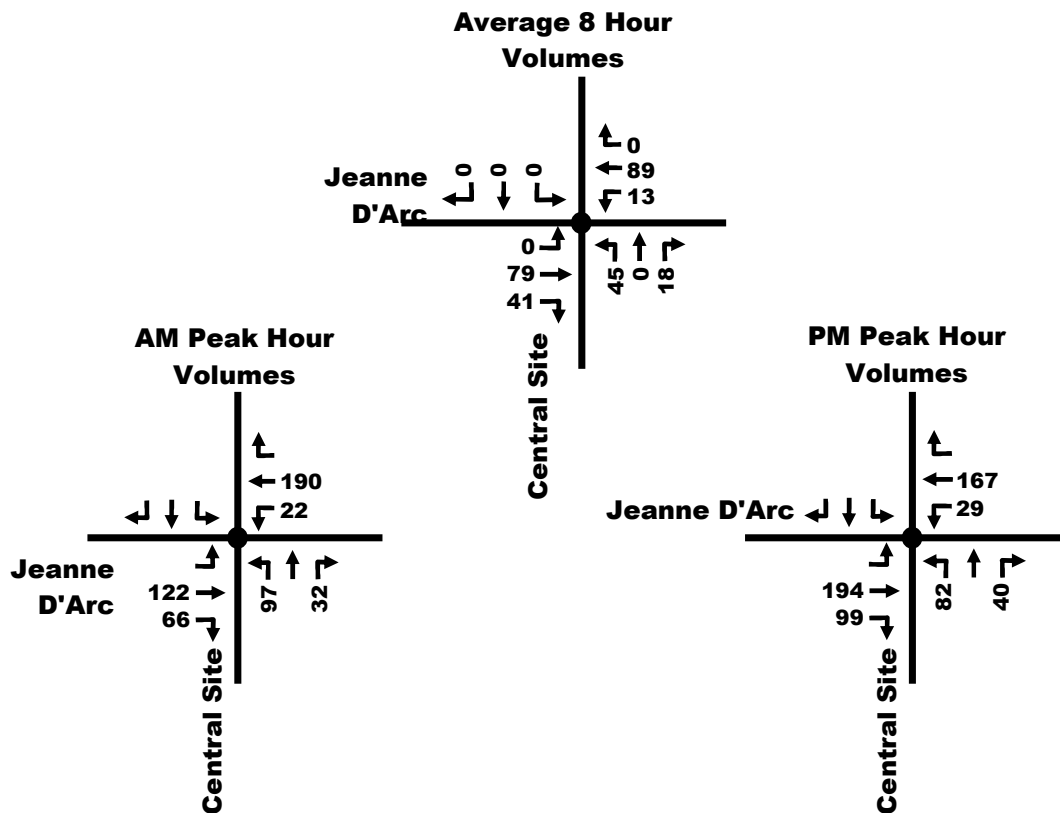 Average 8 Hour
Volumes
0
89
13
0 0 0
Jeanne
D'Arc
0
79
41
45 0 18
Central Site
AM Peak Hour
Volumes
190
22
Jeanne
D'Arc
122
66
97 32
Central Site
PM Peak Hour
Volumes
167
29
Jeanne D'Arc
194
99
82 40
Central Site